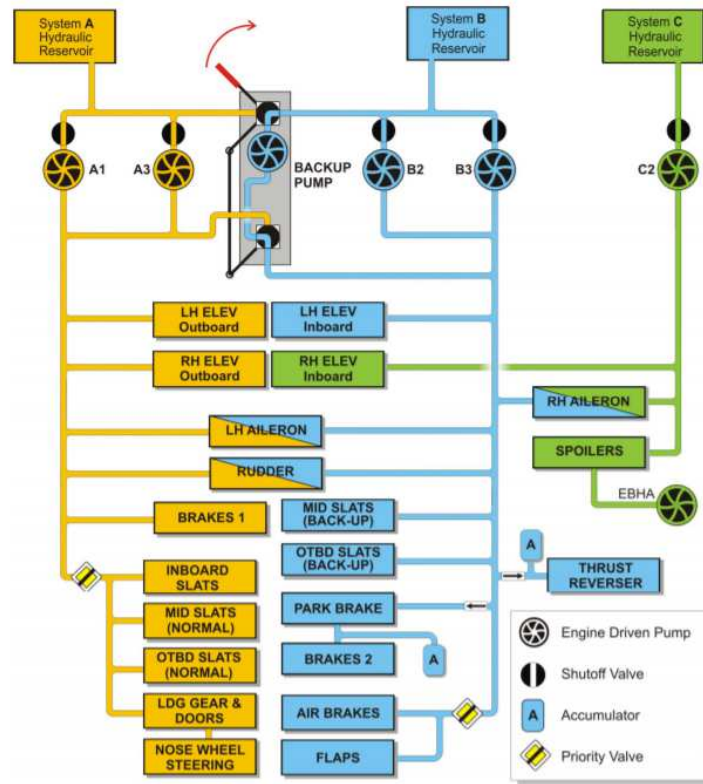 System A
Hydraulic
Reservoir
System B
Hydraulic
Reservoir
System C
Hydraulic
Reservoir
A1
A3
BACKUP
PUMP
B2
B3
C2
LH ELEV
Outboard
LH ELEV
Inboard
RH ELEV
Outboard
RH ELEV
Inboard
RH AILERON
LH AILERON
SPOILERS
RUDDER
EBHA
BRAKES 1
MID SLATS
(BACK-UP)
OTBD SLATS
(BACK-UP)
A
THRUST
REVERSER
INBOARD
SLATS
MID SLATS
(NORMAL)
PARK BRAKE
OTBD SLATS
(NORMAL)
BRAKES 2
A
LDG GEAR &
DOORS
AIR BRAKES
NOSE WHEEL
STEERING
FLAPS
Engine Driven Pump
Shutoff Valve
A
Accumulator
Priority Valve